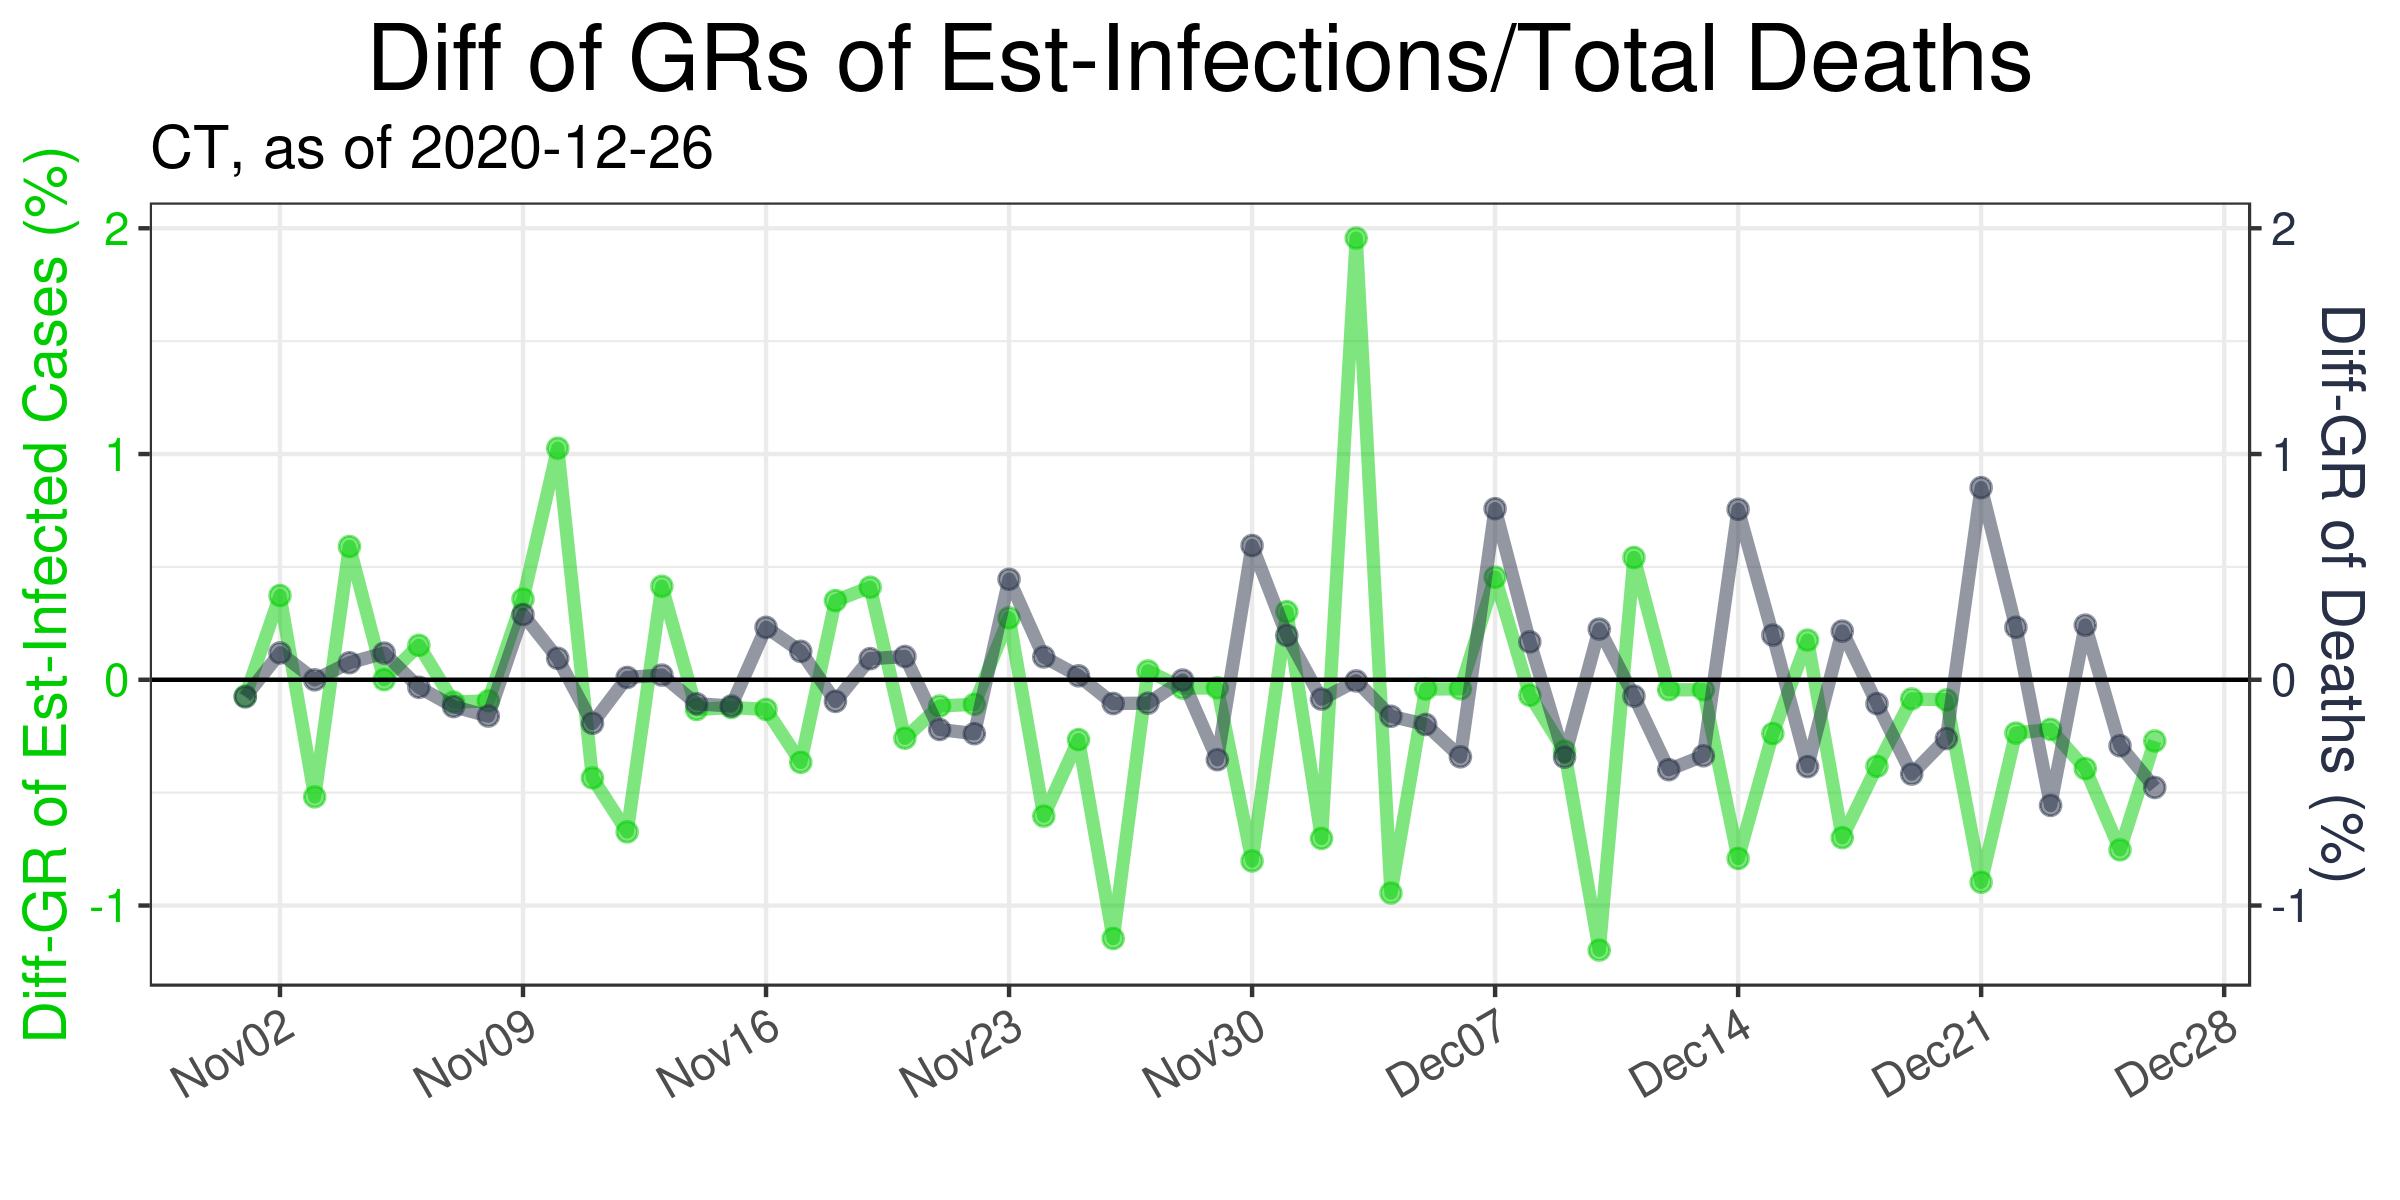 Diff of GRs of Est-Infections/Total Deaths
CT, as of 2020-12-26
Diff-GR of Est-Infected Cases (%)
2
1
0
-1
2
1
0
-1
Diff-GR of Deaths (%)
Nov02
Nov09
Nov16
Nov23
Nov30
Dec07
Dec14
Dec21
Dec28